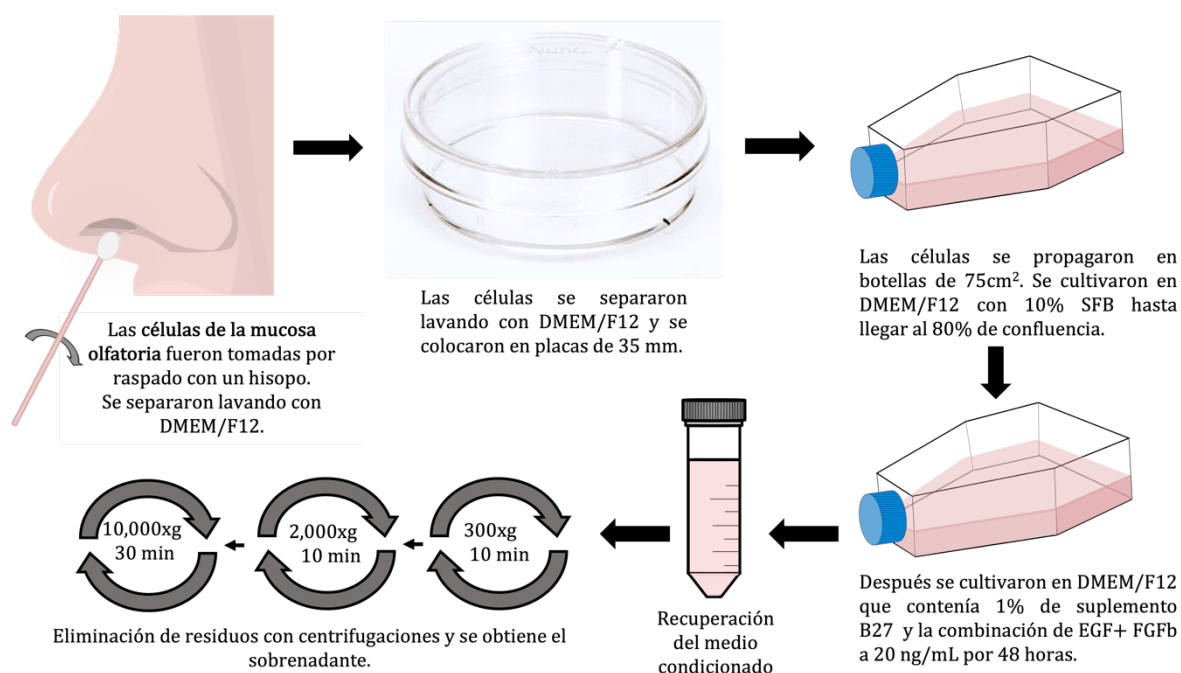 Nunc
Las células de la mucosa
olfatoria fueron tomadas por
raspado con un hisopo.
Se separaron lavando con
DMEM/F12.
Las células se separaron
lavando con DMEM/F12 y se
colocaron en placas de 35 mm.
Las células se propagaron en
botellas de 75cm². Se cultivaron en
DMEM/F12 con 10% SFB hasta
llegar al 80% de confluencia.
Después se cultivaron en DMEM/F12
que contenía 1% de suplemento
B27 y la combinación de EGF+ FGFb
a 20 ng/mL por 48 horas.
Recuperación
del medio
condicionado
300xg
10 min
2,000xg
10 min
10,000xg
30 min
Eliminación de residuos con centrifugaciones y se obtiene el
sobrenadante.